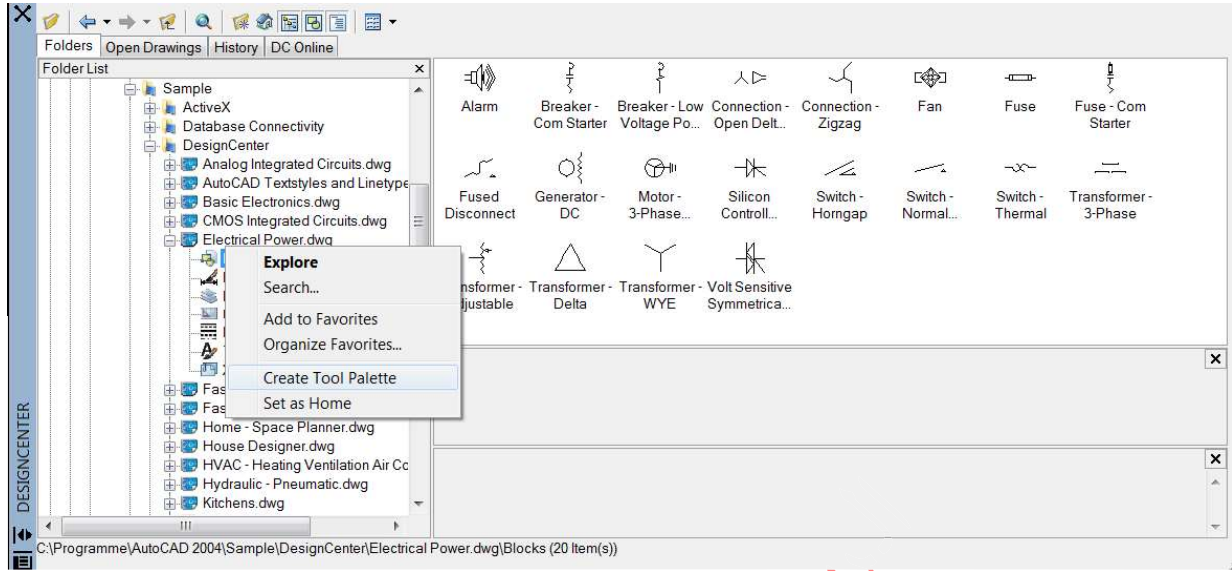 Folders Open Drawings History DC Online
Folder List
Sample
ActiveX
Database Connectivity
DesignCenter
Analog Integrated Circuits.dwg
AutoCAD Textstyles and Linetype
Basic Electronics.dwg
CMOS Integrated Circuits.dwg
Electrical Power.dwg
Explore
Search...
Add to Favorites
Organize Favorites...
Create Tool Palette
Set as Home
Fas
Fas
Home - Space Planner.dwg
House Designer.dwg
HVAC - Heating Ventilation Air Co
Hydraulic - Pneumatic.dwg
Kitchens.dwg
Alarm
Breaker -
Com Starter
Breaker - Low
Voltage Po...
Connection -
Open Delt...
Connection -
Zigzag
Fan
Fuse
Fuse - Com
Starter
Fused
Disconnect
Generator -
DC
Motor -
3-Phase...
Silicon
Controll...
Switch -
Horngap
Switch -
Normal...
Switch -
Thermal
Transformer -
3-Phase
nsformer -
djustable
Transformer -
Delta
Transformer -
WYE
Volt Sensitive
Symmetrica...
DESIGNCENTER
C:\Programme\AutoCAD 2004\Sample\DesignCenter\Electrical Power.dwg\Blocks (20 Item(s))